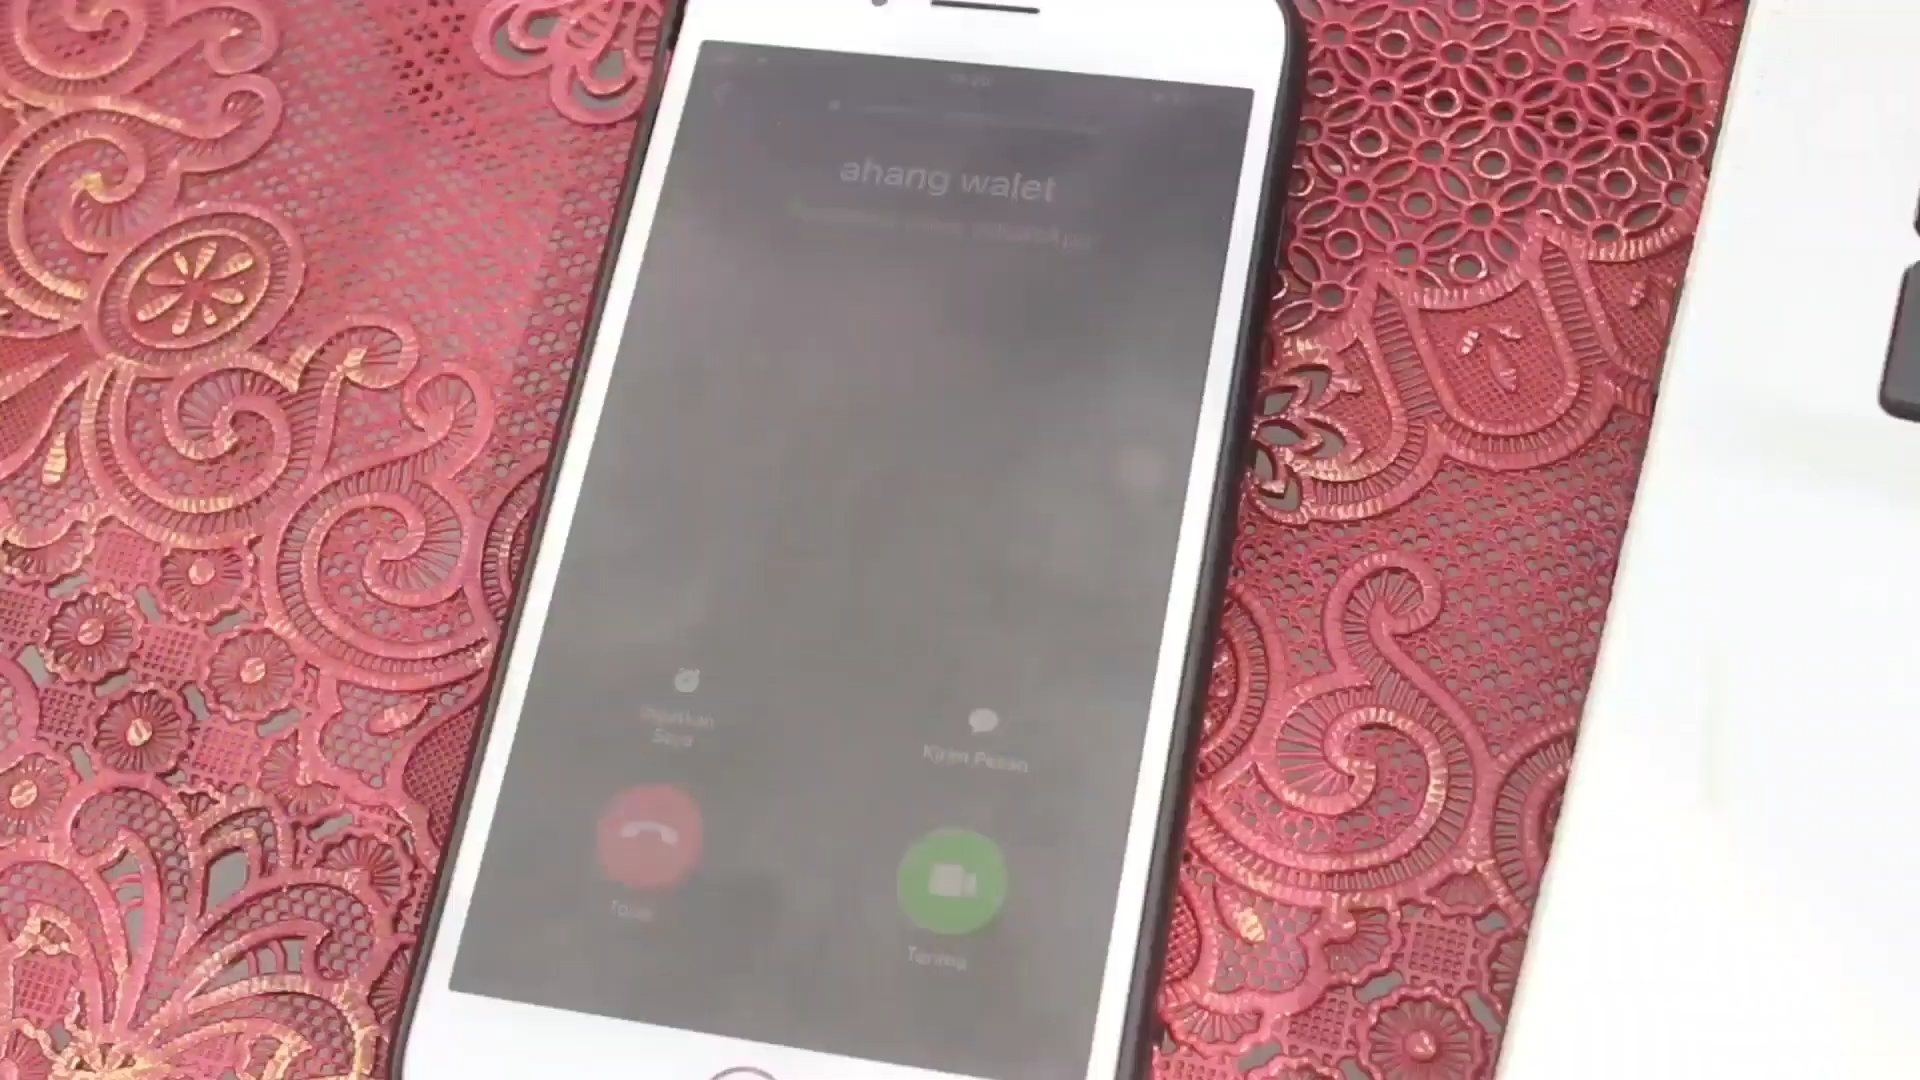 ahang walet
Ingatkan
Saya
Kirim Pesan
Tolak
Terima